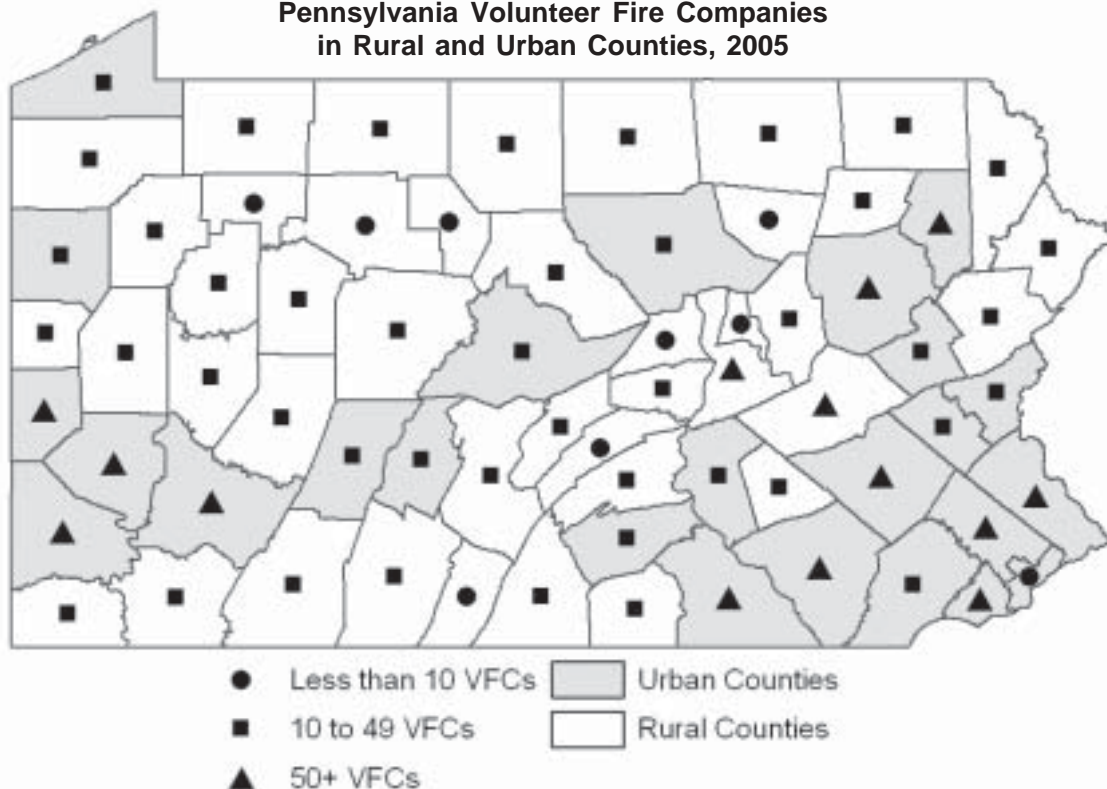 Pennsylvania Volunteer Fire Companies
in Rural and Urban Counties, 2005
Less than 10 VFCs
Urban Counties
10 to 49 VFCs
Rural Counties
50+ VFCs